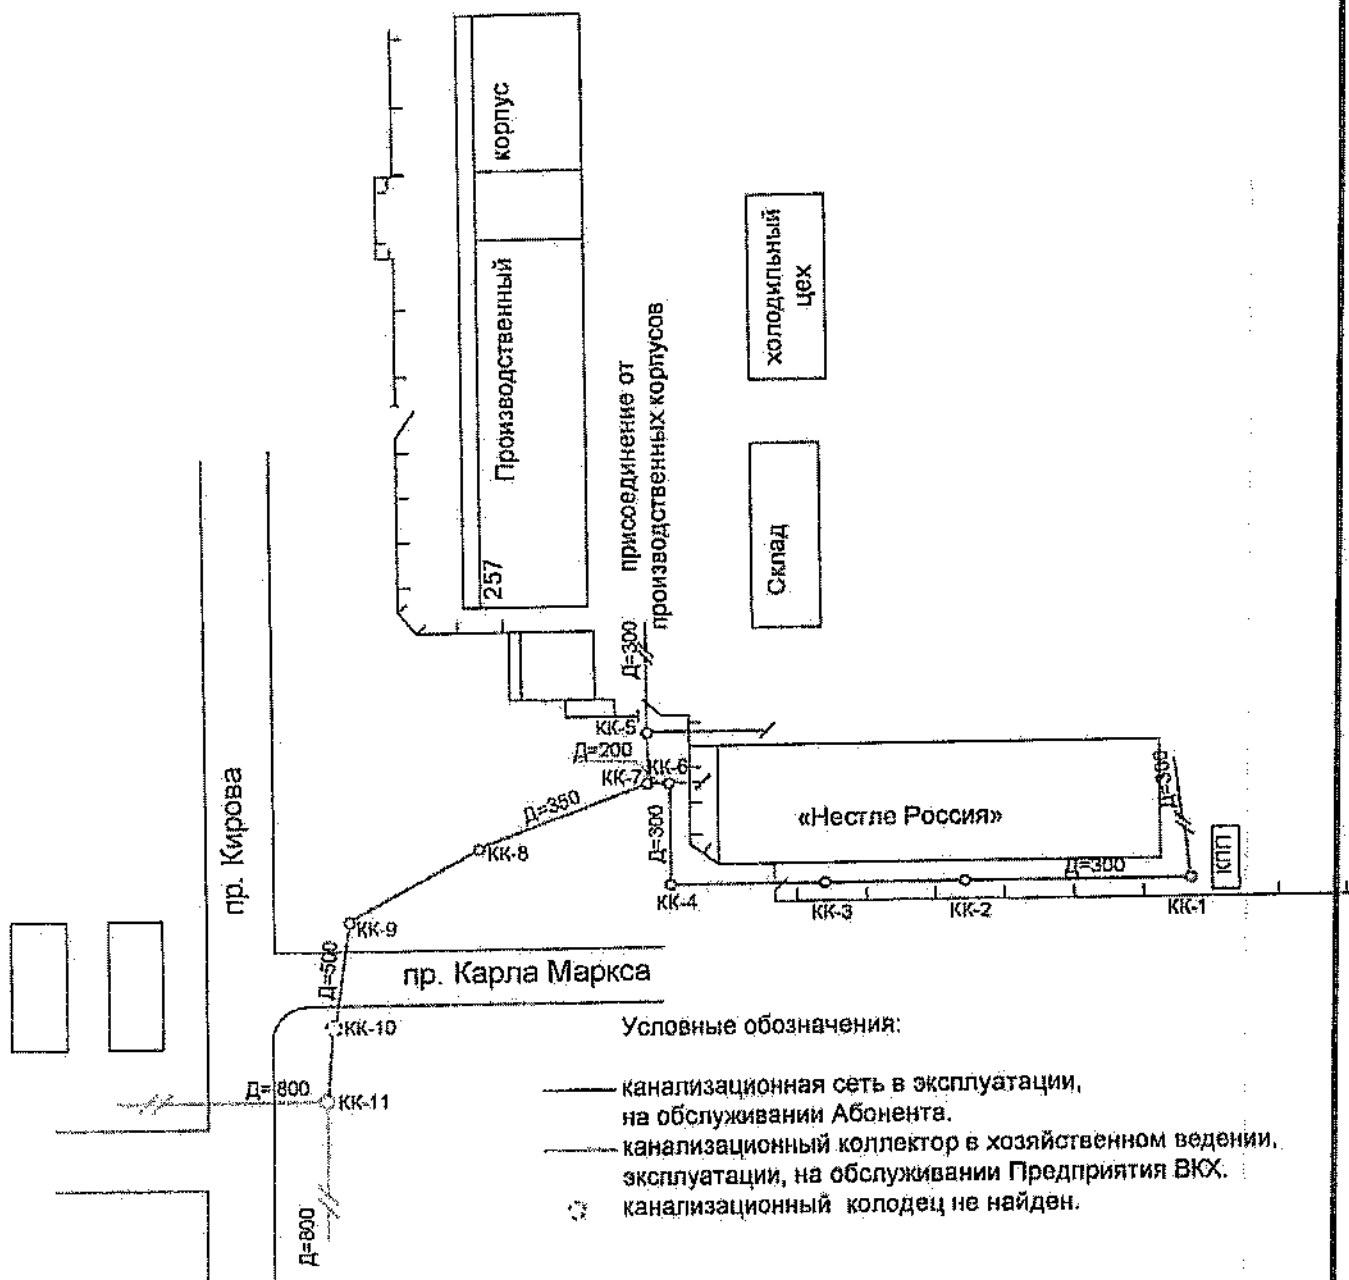 корпус
Производственный
257
холодильный
цех
присоединение от
производственных корпусов
Склад
Д=300
КК-5
Д=200
КК-6
КК-7
Д=350
Д=300
«Нестле Россия»
Д=300
КПП
пр. Кирова
КК-8
Д=300
КК-4
КК-3
КК-2
КК-1
КК-9
Д=500
пр. Карла Маркса
КК-10
Условные обозначения:
Д=800
КК-11
канализационная сеть в эксплуатации,
на обслуживании Абонента.
канализационный коллектор в хозяйственном ведении,
эксплуатации, на обслуживании Предприятия ВКХ.
канализационный колодец не найден.
Д=800